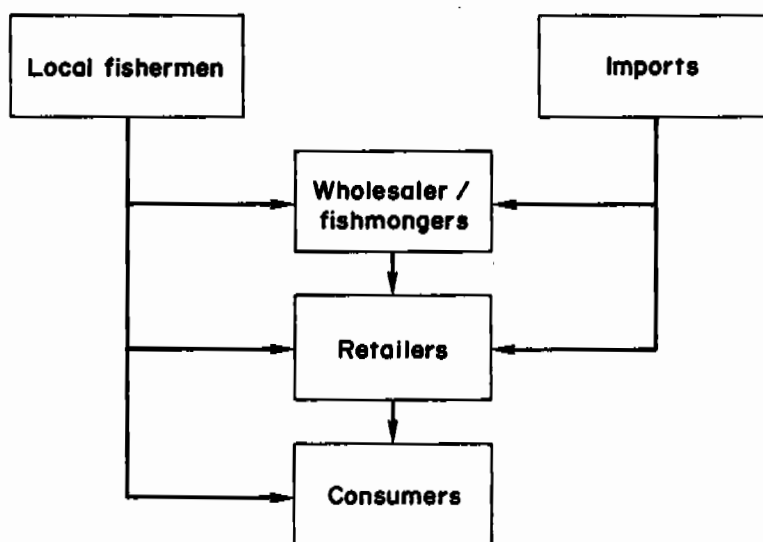 Local fishermen
Imports
Wholesaler /
fishmongers
Retailers
Consumers